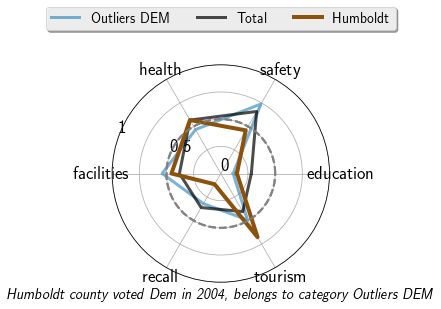 Outliers DEM Total Humboldt
health safety
1
0.5
0
facilities education
recall tourism
Humboldt county voted Dem in 2004, belongs to category Outliers DEM